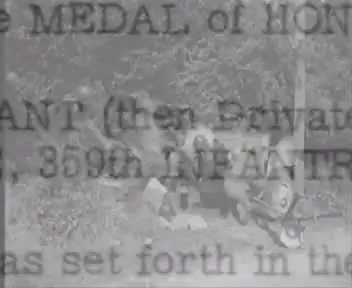 e MEDAL of HON
ANT (then Private
, 359th INFANTR
as set forth in the